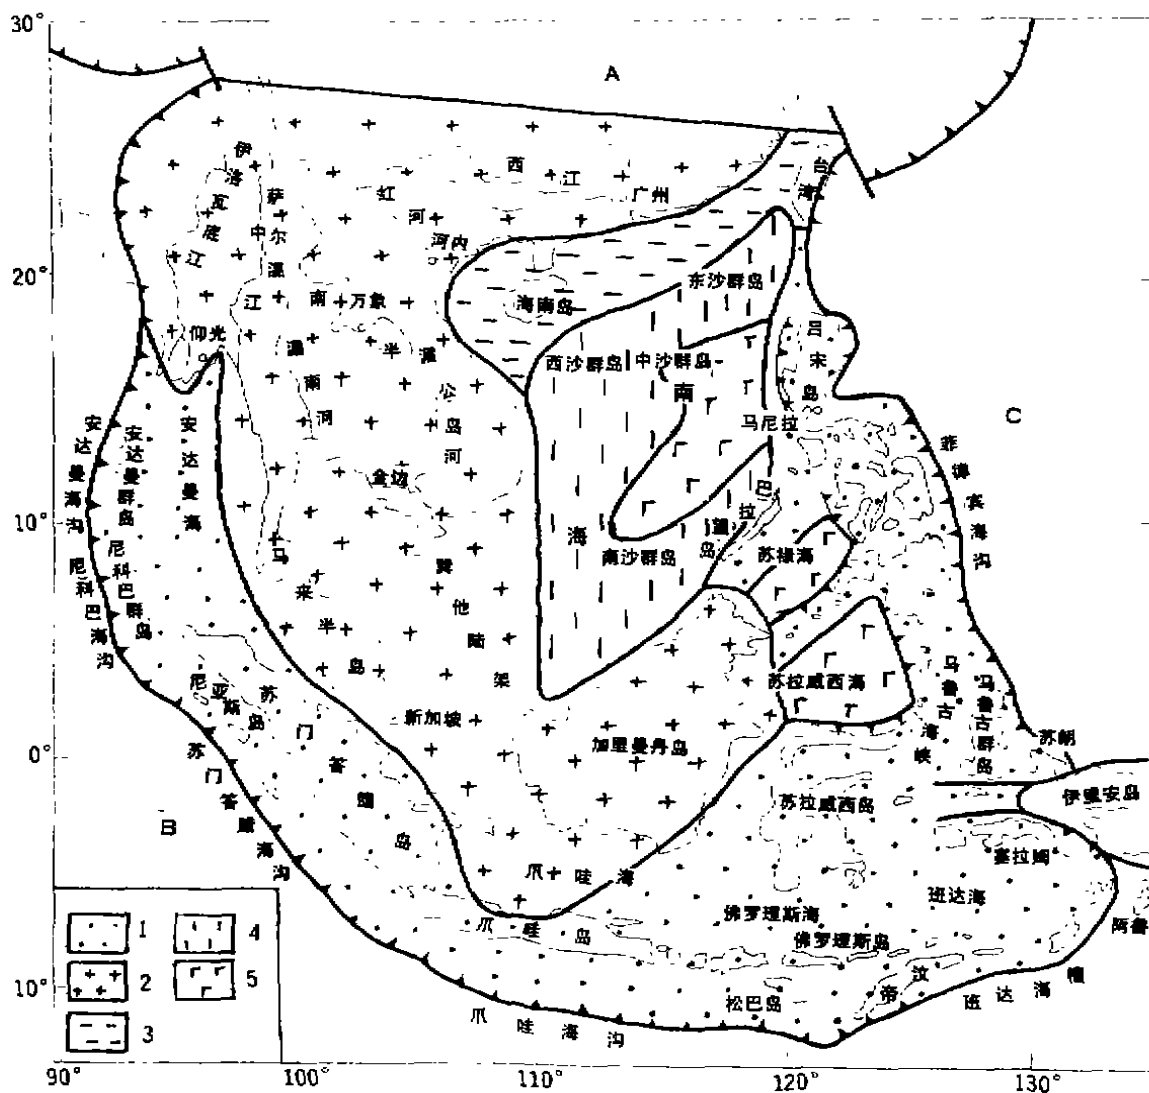 30°
A
伊洛瓦底江
萨尔温江
红河
西江
广州
台湾
河内
中
20°
东沙群岛
海南岛
南
万象
仰光
吕宋岛
西沙群岛
中沙群岛
半
岛
湄公河
湄南河
南海
马尼拉
C
安达曼海沟
安达曼群岛
安达曼海
菲律宾海沟
金边
巴拉望岛
10°
南沙群岛
苏禄海
尼科巴群岛
尼科巴海沟
马来半岛
巽他陆架
苏拉威西海
马鲁古海峡
马鲁古群岛
尼亚斯岛
苏门答腊岛
新加坡
加里曼丹岛
苏朗
0°
苏门答腊海沟
苏拉威西岛
伊里安岛
B
塞拉姆
爪哇海
班达海
佛罗理斯海
爪哇岛
佛罗理斯岛
阿鲁
帝汶
班达海槽
松巴岛
爪哇海沟
1
4
2
5
3
10°
90°
100°
110°
120°
130°